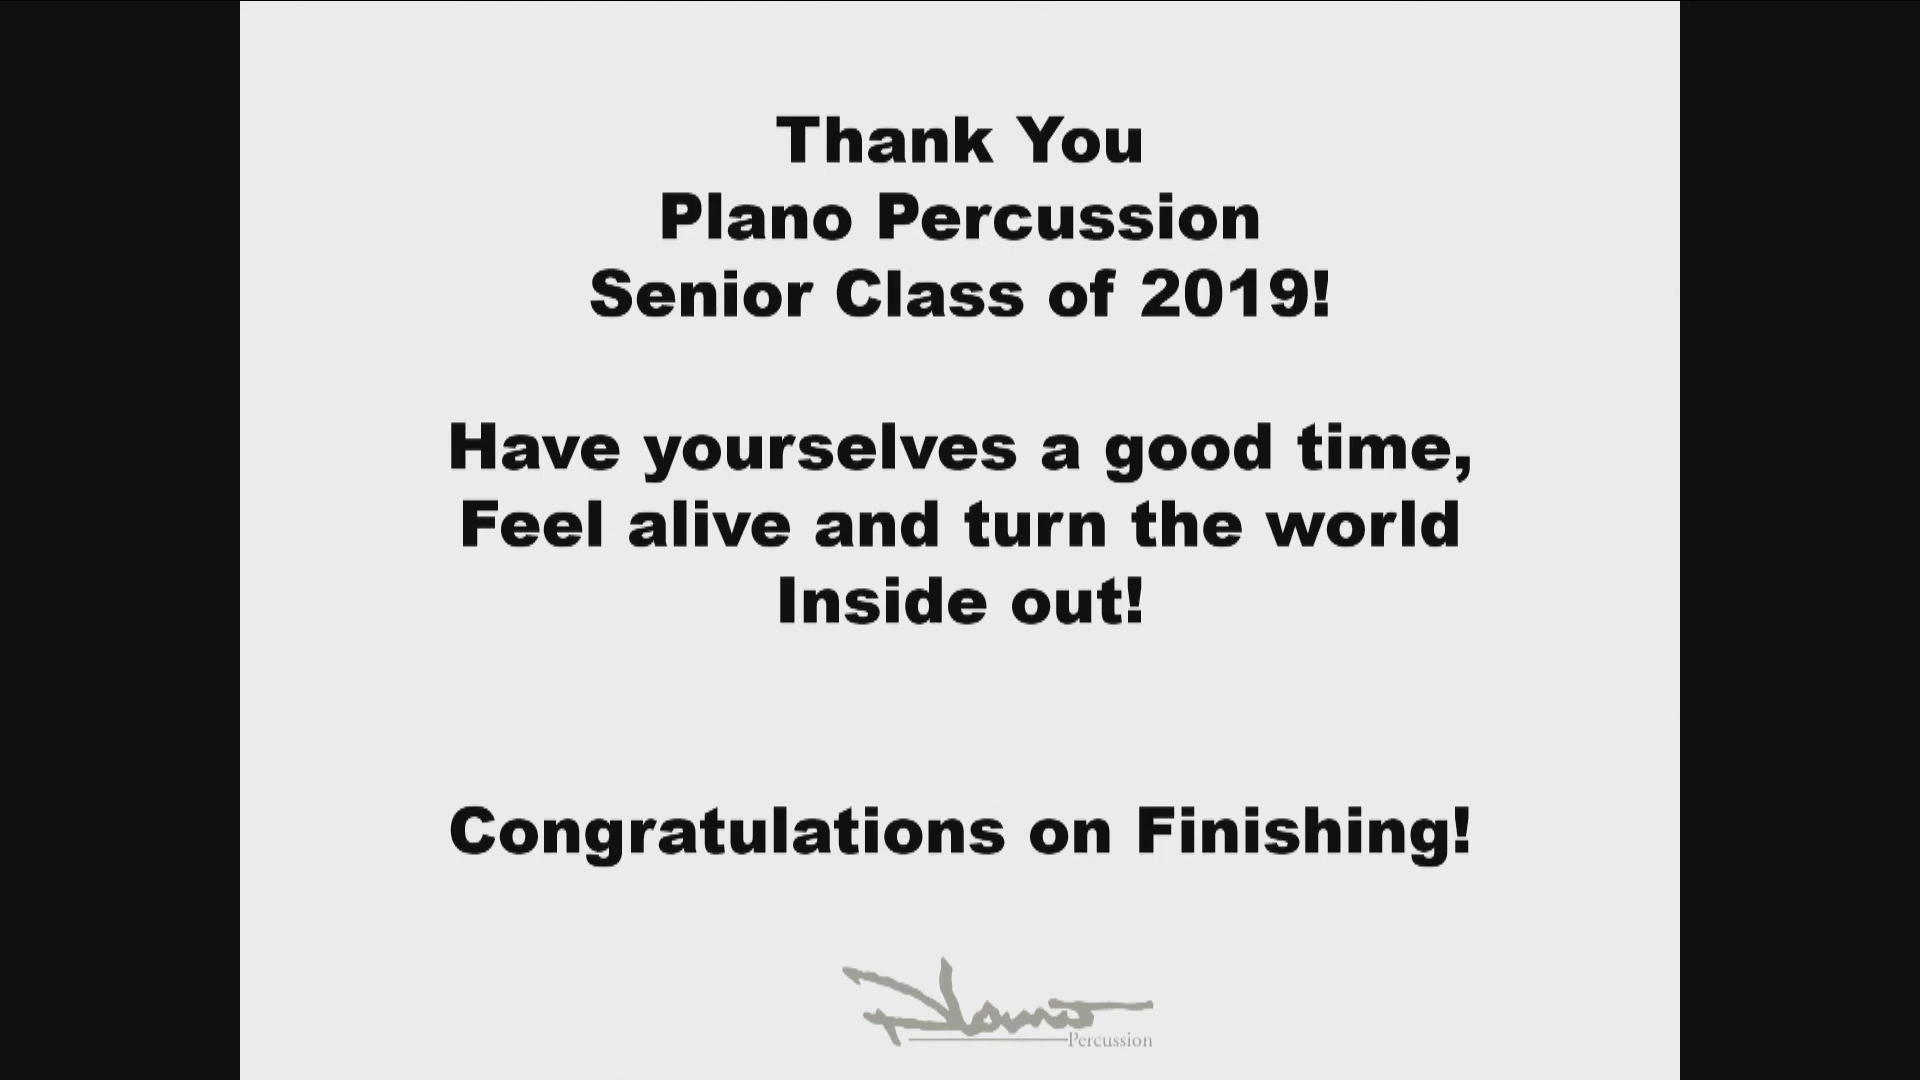 Thank You
Plano Percussion
Senior Class of 2019!
Have yourselves a good time,
Feel alive and turn the world
Inside out!
Congratulations on Finishing!
Plano
Percussion